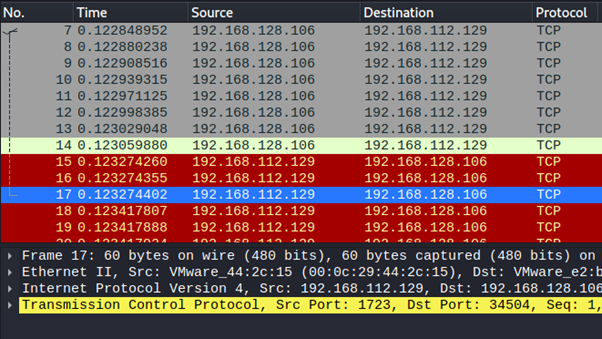 No. Time Source Destination Protocol
7 0.122848952 192.168.128.106 192.168.112.129 TCP
8 0.122880238 192.168.128.106 192.168.112.129 TCP
9 0.122908516 192.168.128.106 192.168.112.129 TCP
10 0.122939315 192.168.128.106 192.168.112.129 TCP
11 0.122971125 192.168.128.106 192.168.112.129 TCP
12 0.122998385 192.168.128.106 192.168.112.129 TCP
13 0.123029048 192.168.128.106 192.168.112.129 TCP
14 0.123059880 192.168.128.106 192.168.112.129 TCP
15 0.123274260 192.168.112.129 192.168.128.106 TCP
16 0.123274355 192.168.112.129 192.168.128.106 TCP
17 0.123274402 192.168.112.129 192.168.128.106 TCP
18 0.123417807 192.168.112.129 192.168.128.106 TCP
19 0.123417888 192.168.112.129 192.168.128.106 TCP
Frame 17: 60 bytes on wire (480 bits), 60 bytes captured (480 bits) on
Ethernet II, Src: VMware_44:2c:15 (00:0c:29:44:2c:15), Dst: VMware_e2:b
Internet Protocol Version 4, Src: 192.168.112.129, Dst: 192.168.128.106
Transmission Control Protocol, Src Port: 1723, Dst Port: 34504, Seq: 1,